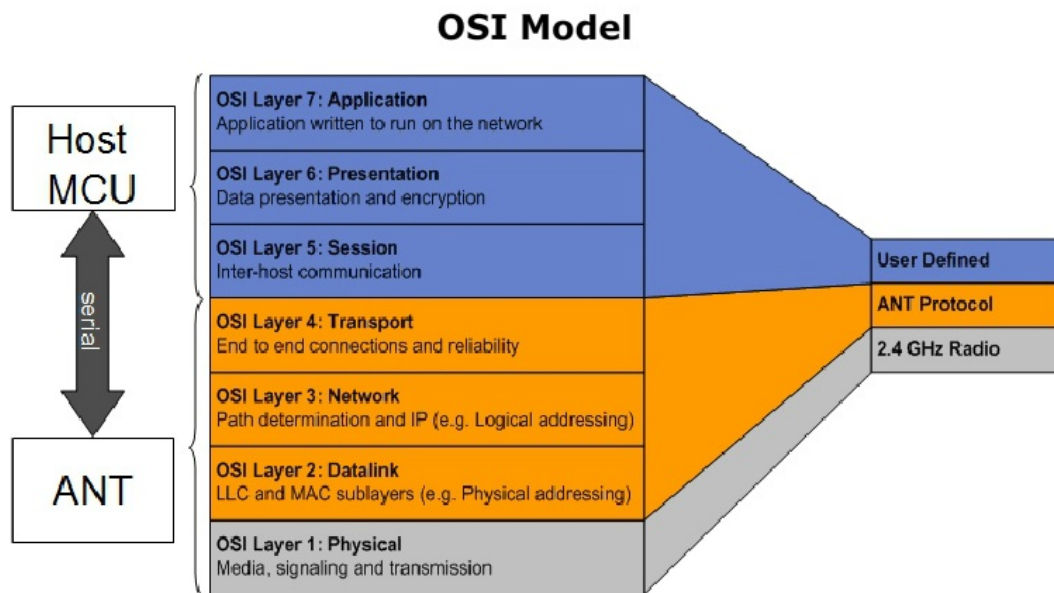 OSI Model
Host
MCU
serial
ANT
OSI Layer 7: Application
Application written to run on the network
OSI Layer 6: Presentation
Data presentation and encryption
OSI Layer 5: Session
Inter-host communication
OSI Layer 4: Transport
End to end connections and reliability
OSI Layer 3: Network
Path determination and IP (e.g. Logical addressing)
OSI Layer 2: Datalink
LLC and MAC sublayers (e.g. Physical addressing)
OSI Layer 1: Physical
Media, signaling and transmission
User Defined
ANT Protocol
2.4 GHz Radio